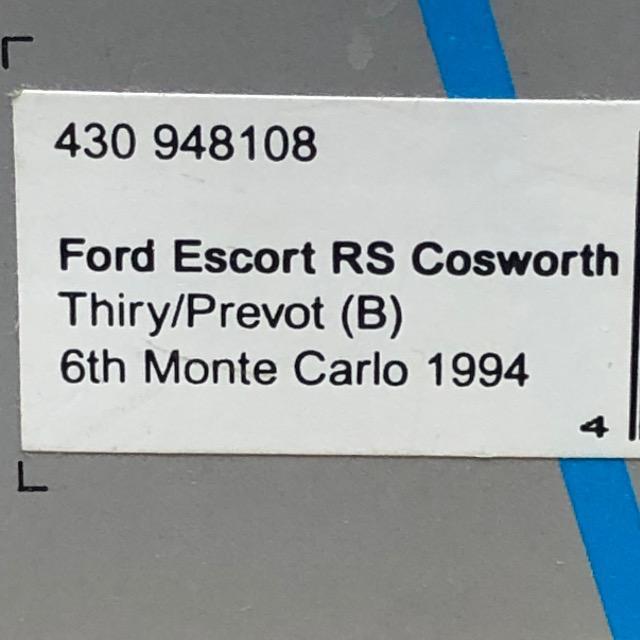 430 948108
Ford Escort RS Cosworth
Thiry/Prevot (B)
6th Monte Carlo 1994
4